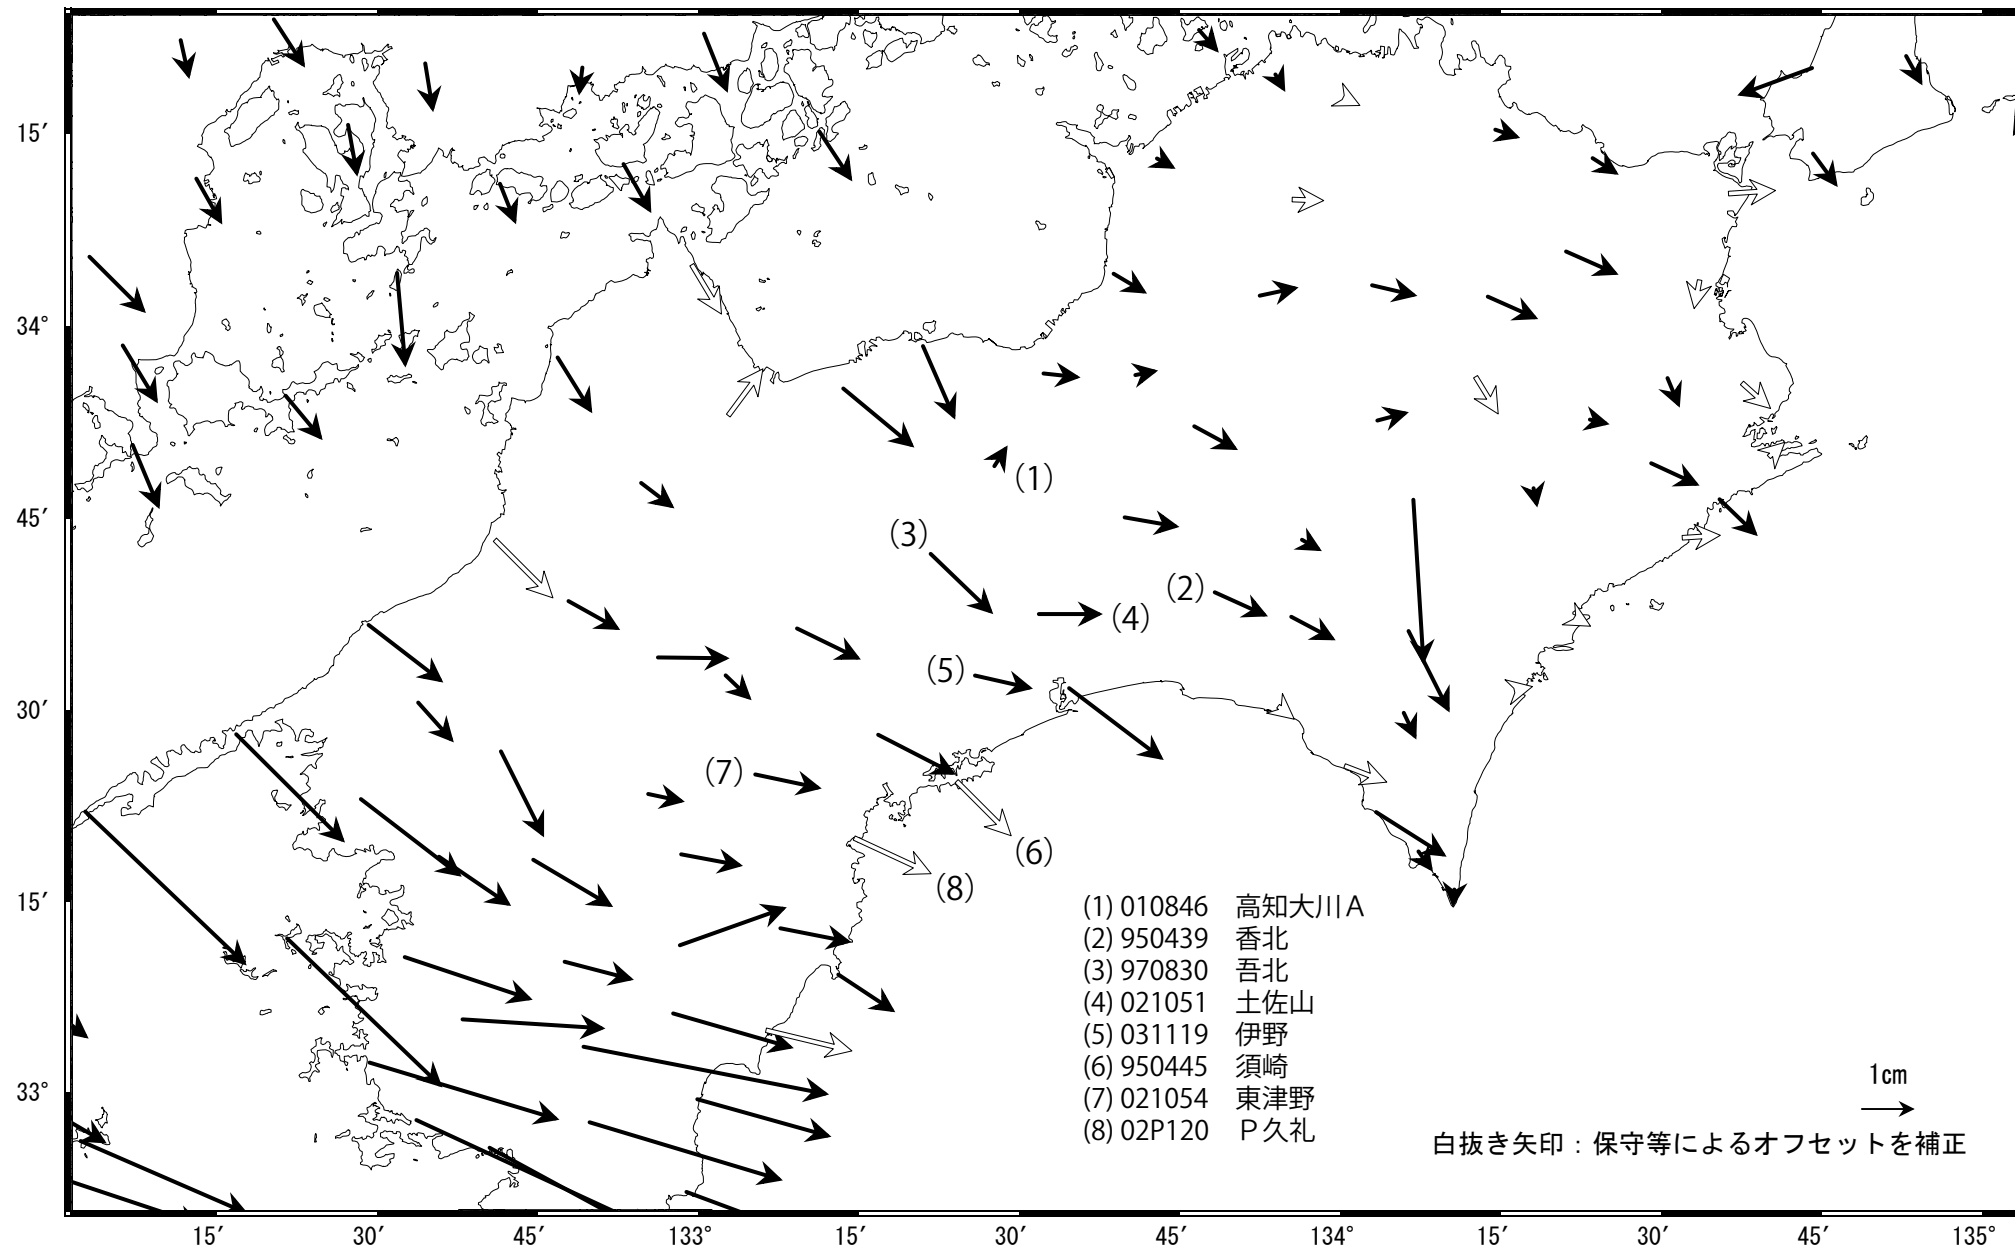 15′
34°
45′
30′
15′
33°
(1)
(3)
(2)
(4)
(5)
(7)
(6)
(8)
(1) 010846 高知大川A
(2) 950439 香北
(3) 970830 吾北
(4) 021051 土佐山
(5) 031119 伊野
(6) 950445 須崎
(7) 021054 東津野
(8) 02P120 P久礼
1cm
白抜き矢印：保守等によるオフセットを補正
15′ 30′ 45′ 133° 15′ 30′ 45′ 134° 15′ 30′ 45′ 135°